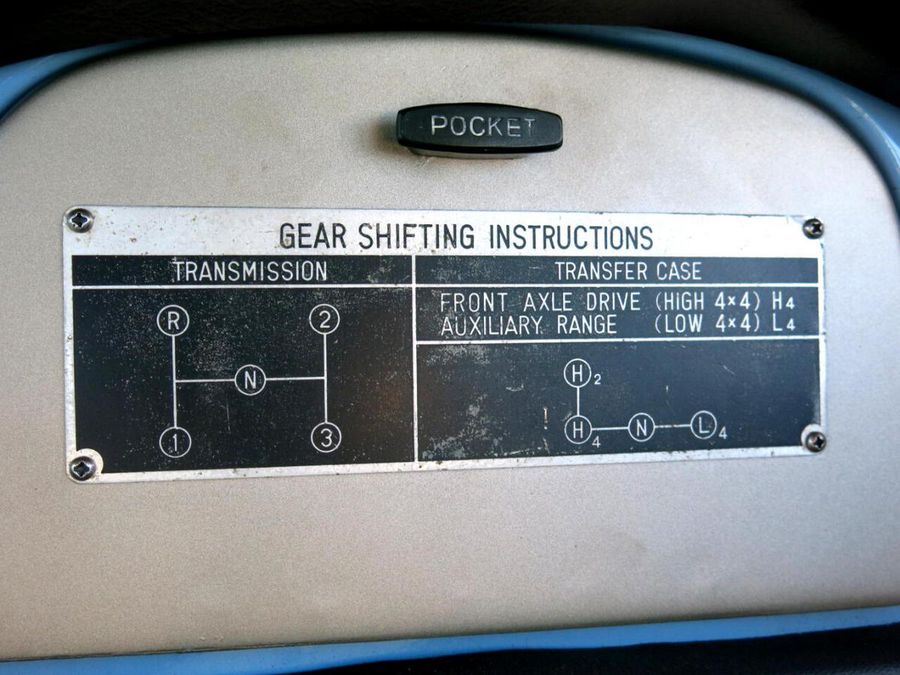 POCKET
GEAR SHIFTING INSTRUCTIONS
TRANSMISSION
R 2
N
1 3
TRANSFER CASE
FRONT AXLE DRIVE (HIGH 4×4) H₄
AUXILIARY RANGE (LOW 4×4) L₄
H₂
H₄ N L₄